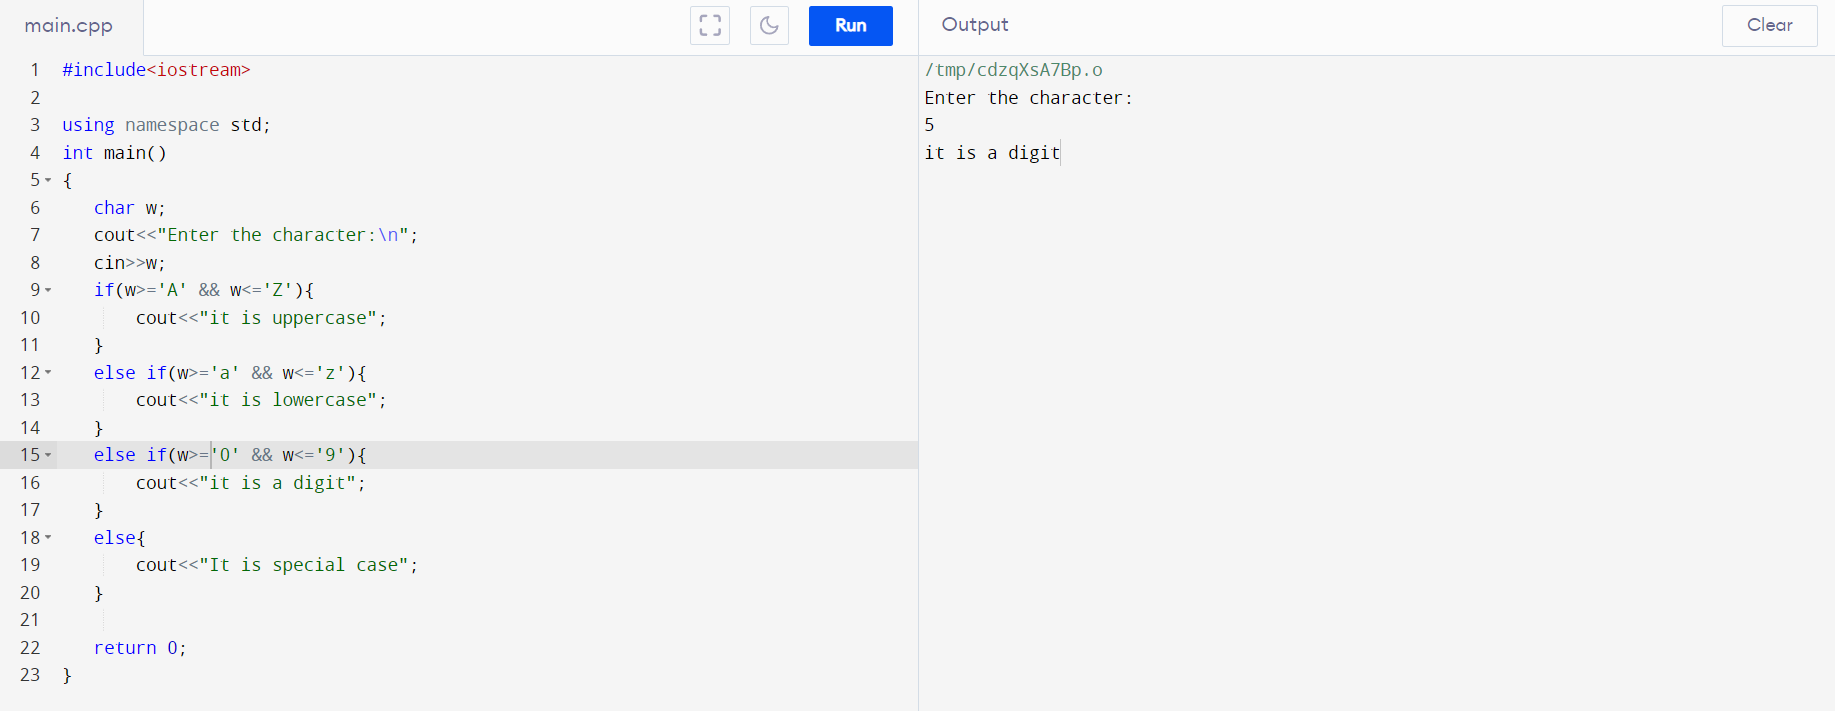 main.cpp
Run
1 #include<iostream>
2
3 using namespace std;
4 int main()
5 {
6 char w;
7 cout<<"Enter the character:\n";
8 cin>>w;
9 if(w>='A' && w<='Z'){
10 cout<<"it is uppercase";
11 }
12 else if(w>='a' && w<='z'){
13 cout<<"it is lowercase";
14 }
15 else if(w>='0' && w<='9'){
16 cout<<"it is a digit";
17 }
18 else{
19 cout<<"It is special case";
20 }
21
22 return 0;
23 }
Output
Clear
/tmp/cdzqXsA7Bp.o
Enter the character:
5
it is a digit